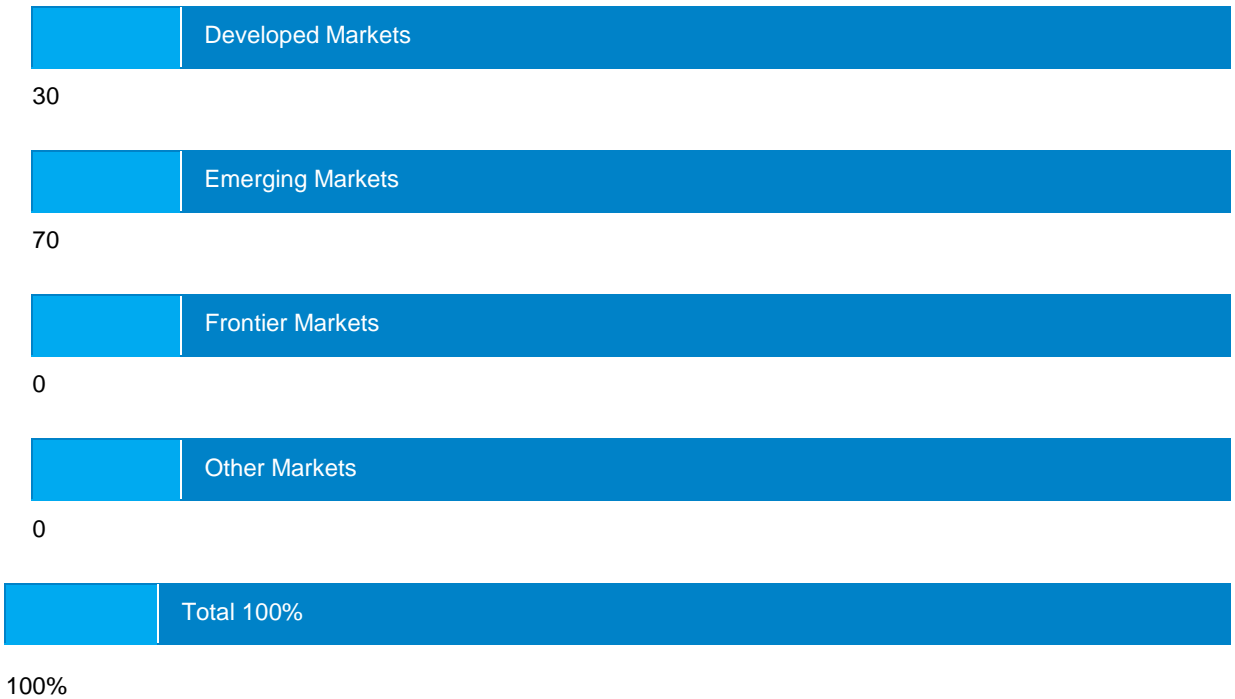 Developed Markets
30
Emerging Markets
70
Frontier Markets
0
Other Markets
0
Total 100%
100%